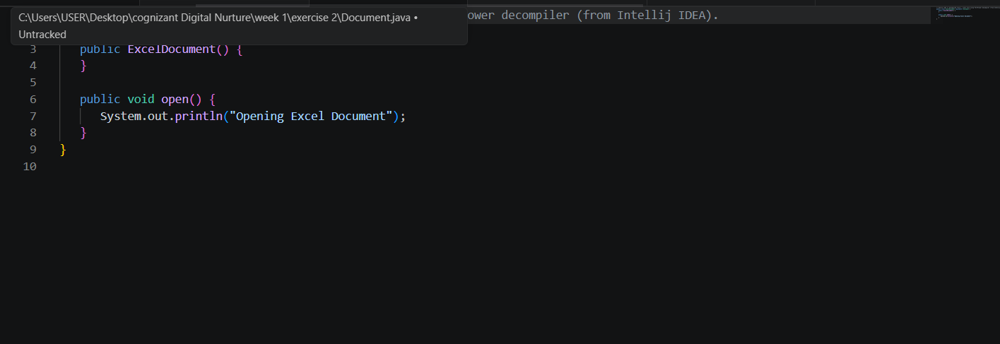 C:\Users\USER\Desktop\cognizant Digital Nurture\week 1\exercise 2\Document.java •
Untracked
ower decompiler (from Intellij IDEA).
3 public ExcelDocument() {
4 }
5
6 public void open() {
7 System.out.println("Opening Excel Document");
8 }
9 }
10